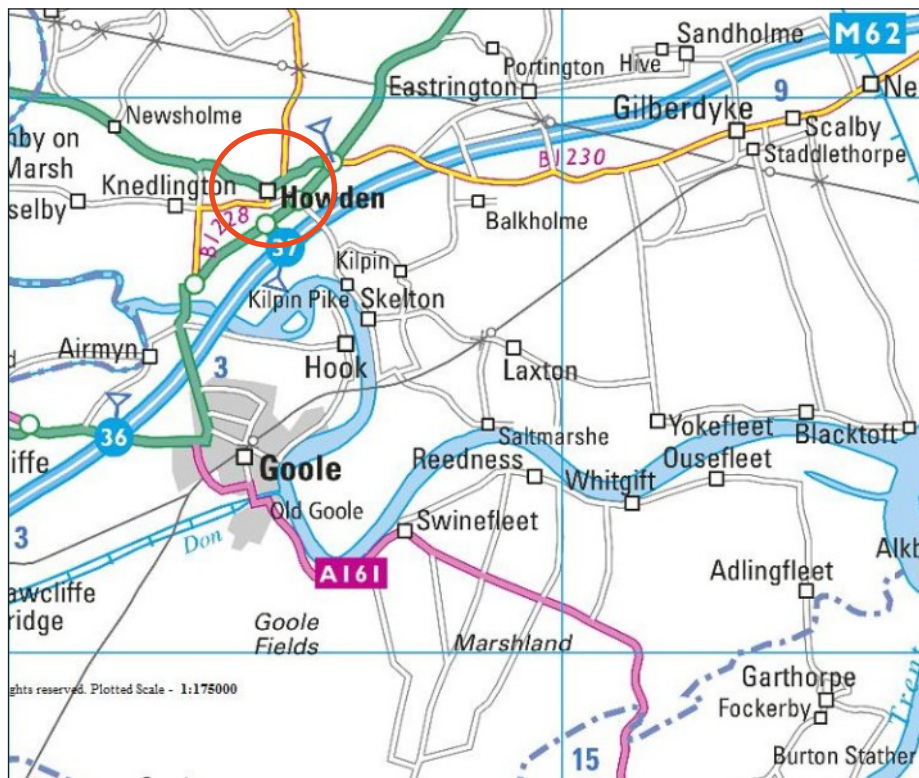 M62
Sandholme
Hive
Portington
Eastrington
Ne
9
Newsholme
Gilberdyke
Scalby
nby on
Marsh
B1230
Staddlethorpe
Knedlington
Howden
selby
B1228
Balkholme
37
Kilpin
Kilpin Pike
Skelton
Airmyn
3
Hook
Laxton
36
Yokefleet
Blacktoft
Saltmarshe
iffe
Goole
Reedness
Ousefleet
Whitgift
Old Goole
Swinefleet
3
Don
Alkb
A161
Adlingfleet
awcliffe
ridge
Goole
Fields
Marshland
Garthorpe
Trent
ghts reserved. Plotted Scale - 1:175000
Fockerby
15
Burton Stather